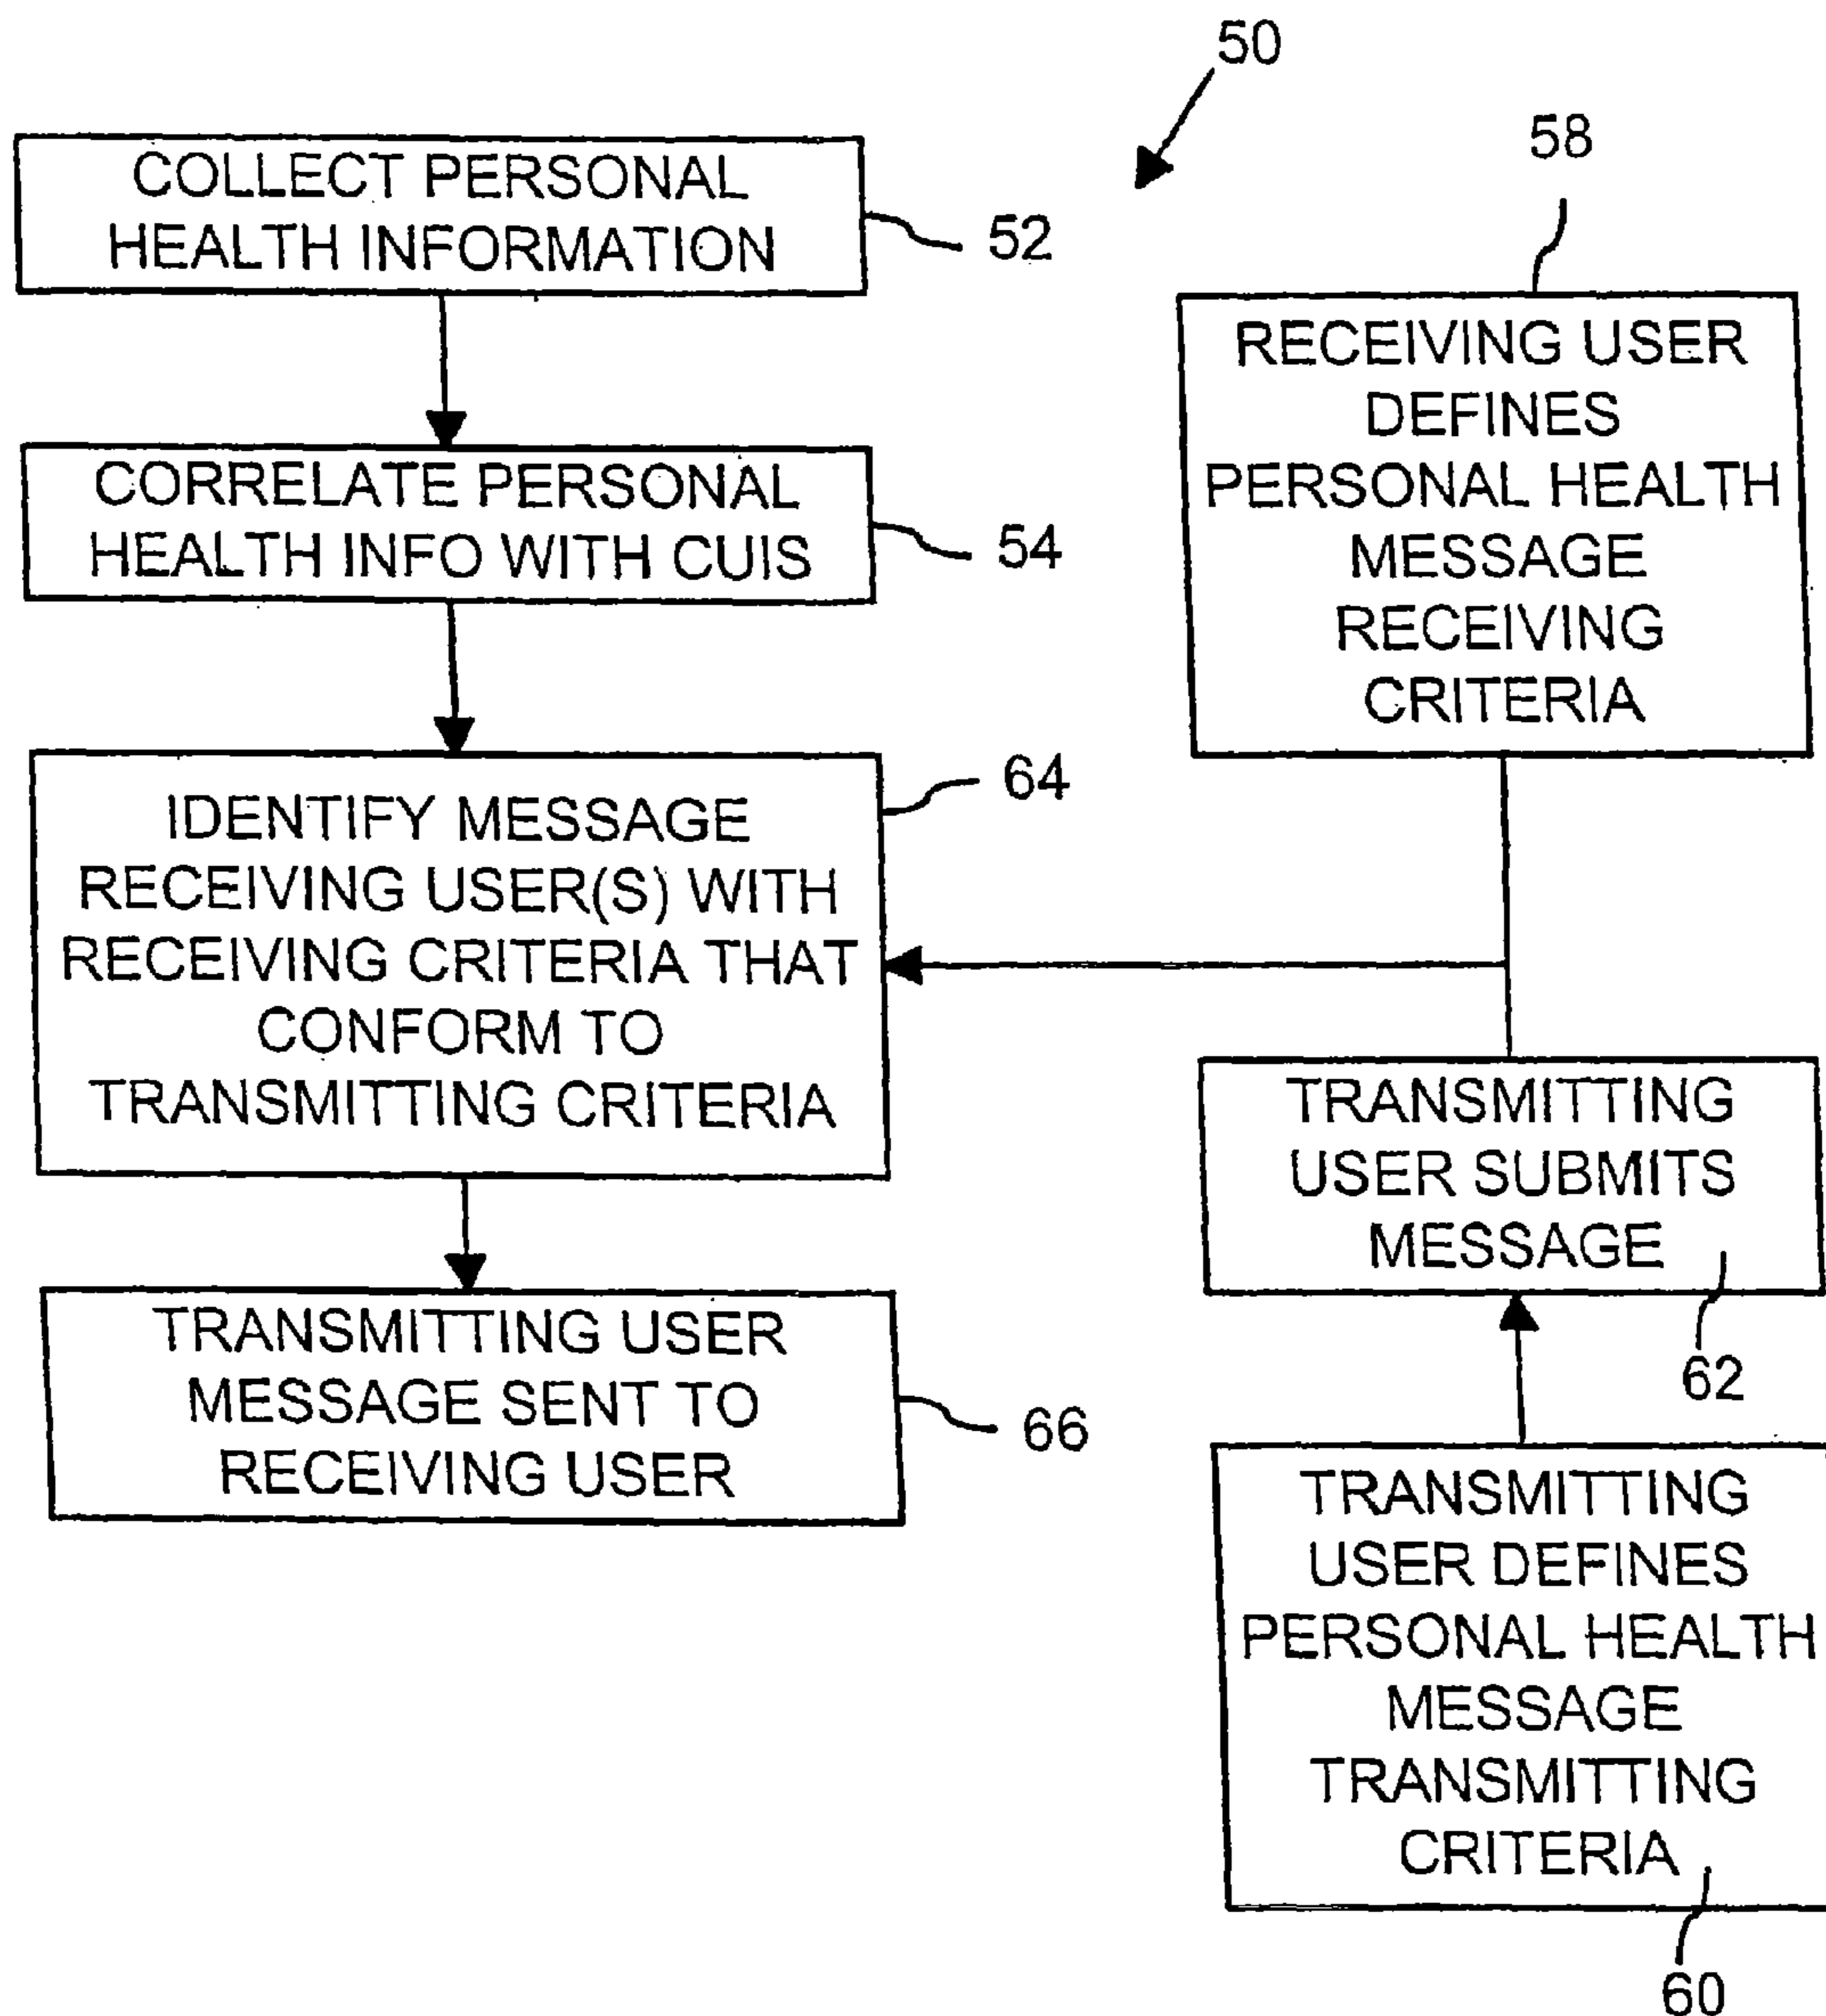 50
COLLECT PERSONAL
HEALTH INFORMATION
52
CORRELATE PERSONAL
HEALTH INFO WITH CUIS
54
IDENTIFY MESSAGE
RECEIVING USER(S) WITH
RECEIVING CRITERIA THAT
CONFORM TO
TRANSMITTING CRITERIA
64
TRANSMITTING USER
MESSAGE SENT TO
RECEIVING USER
66
58
RECEIVING USER
DEFINES
PERSONAL HEALTH
MESSAGE
RECEIVING
CRITERIA
TRANSMITTING
USER SUBMITS
MESSAGE
62
TRANSMITTING
USER DEFINES
PERSONAL HEALTH
MESSAGE
TRANSMITTING
CRITERIA
60